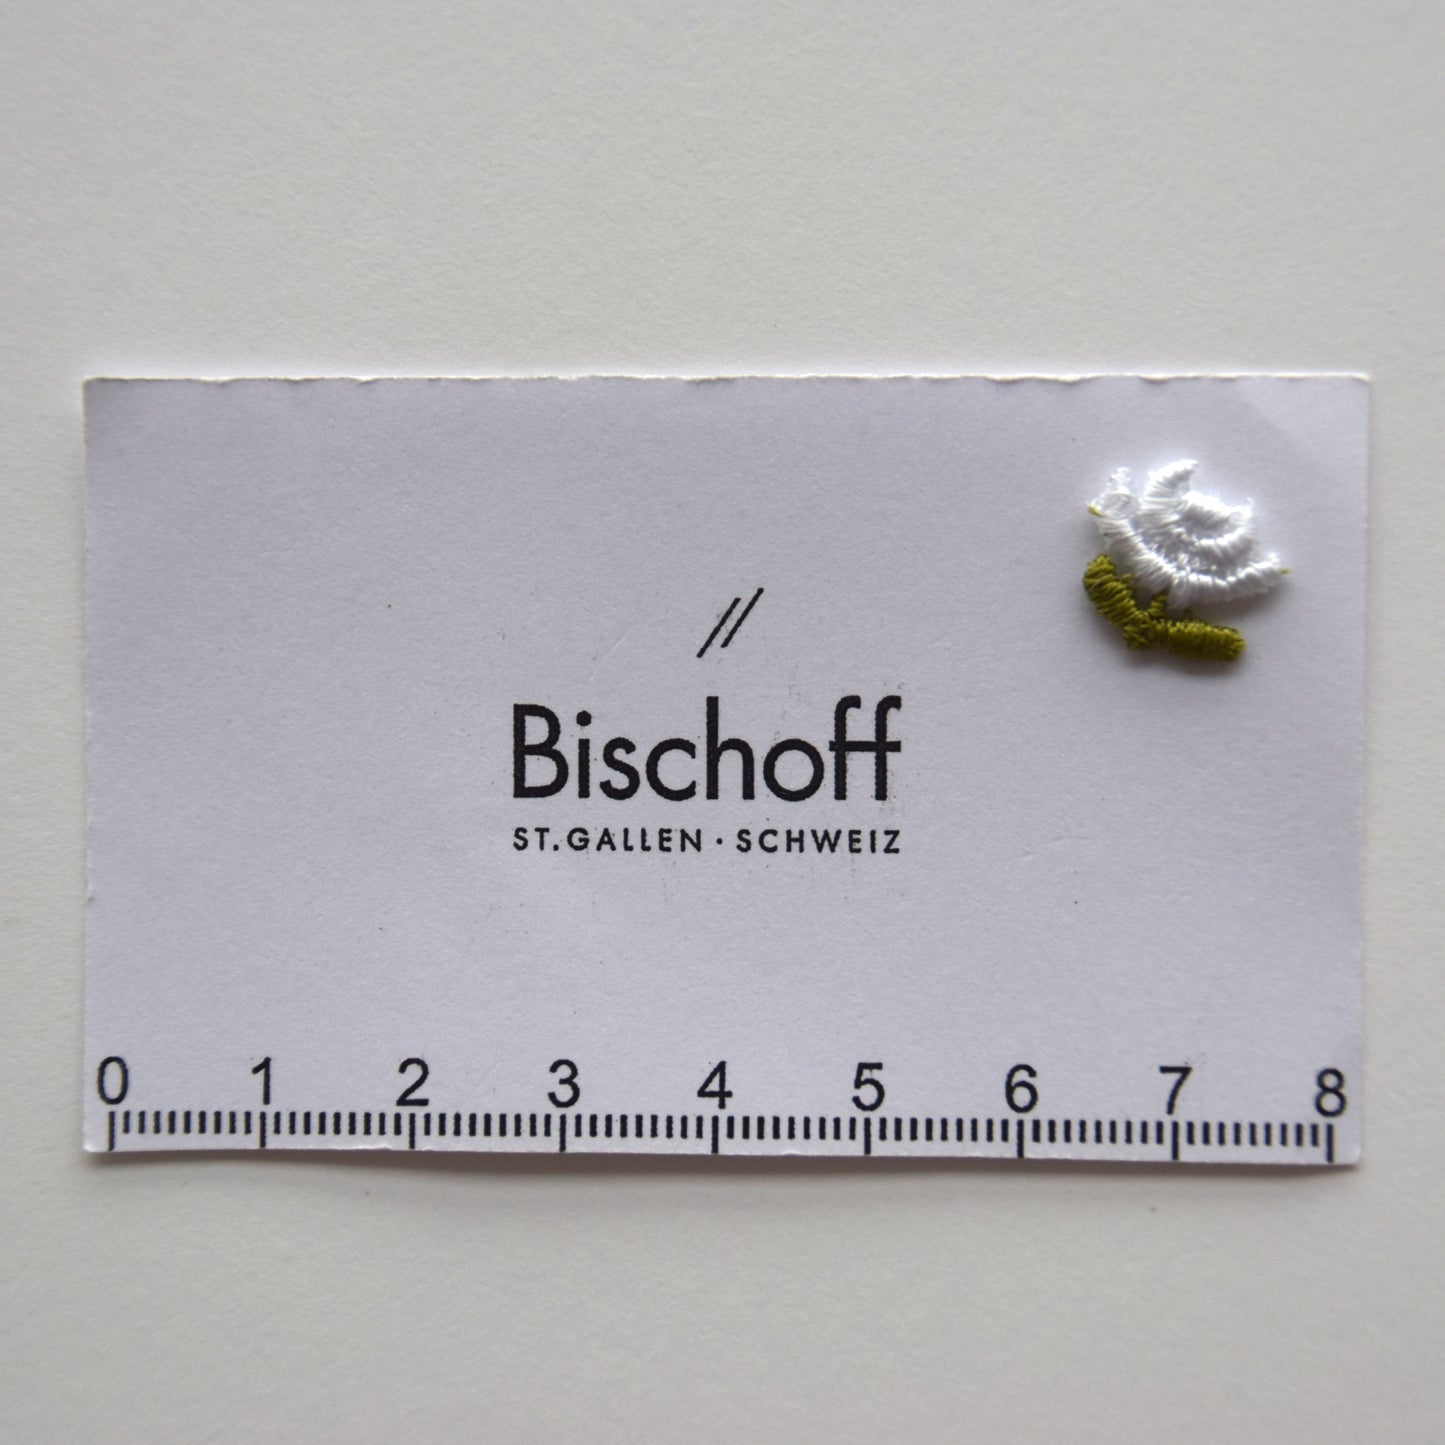 Bischoff
ST. GALLEN · SCHWEIZ
0 1 2 3 4 5 6 7 8